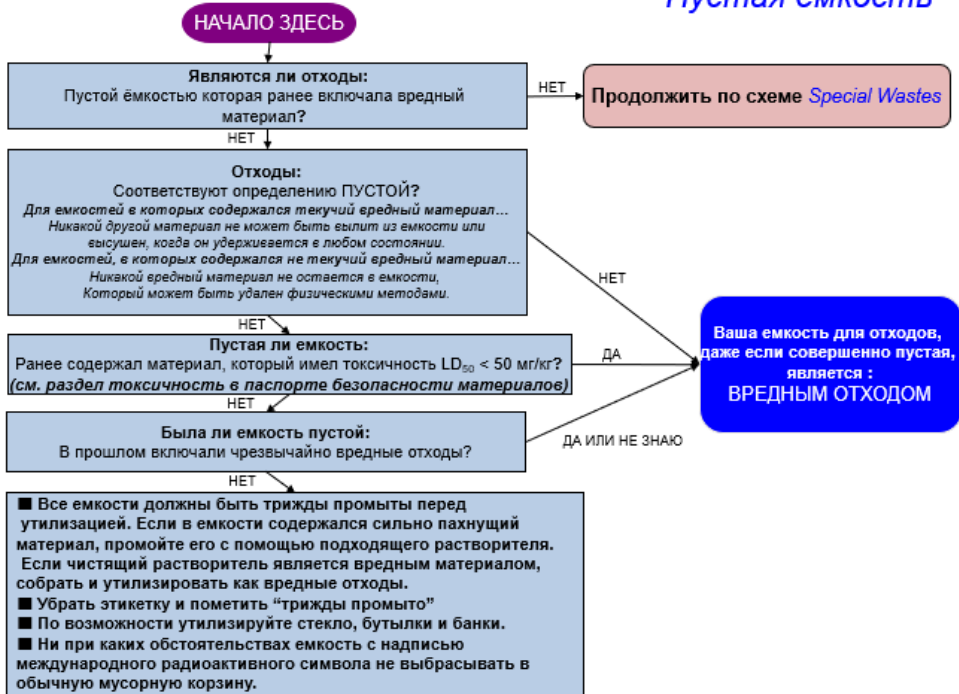 Пустая емкость
НАЧАЛО ЗДЕСЬ
Являются ли отходы:
Пустой ёмкостью которая ранее включала вредный
материал?
НЕТ
Продолжить по схеме Special Wastes
НЕТ
Отходы:
Соответствуют определению ПУСТОЙ?
Для емкостей в которых содержался текучий вредный материал…
Никакой другой материал не может быть вылит из емкости или
высушен, когда он удерживается в любом состоянии.
Для емкостей, в которых содержался не текучий вредный материал…
Никакой вредный материал не остается в емкости,
Который может быть удален физическими методами.
НЕТ
НЕТ
Пустая ли емкость:
Ранее содержал материал, который имел токсичность LD₅₀ < 50 мг/кг?
(см. раздел токсичность в паспорте безопасности материалов)
ДА
Ваша емкость для отходов,
даже если совершенно пустая,
является :
ВРЕДНЫМ ОТХОДОМ
НЕТ
Была ли емкость пустой:
В прошлом включали чрезвычайно вредные отходы?
ДА ИЛИ НЕ ЗНАЮ
НЕТ
■ Все емкости должны быть трижды промыты перед
утилизацией. Если в емкости содержался сильно пахнущий
материал, промойте его с помощью подходящего растворителя.
Если чистящий растворитель является вредным материалом,
собрать и утилизировать как вредные отходы.
■ Убрать этикетку и пометить “трижды промыто”
■ По возможности утилизируйте стекло, бутылки и банки.
■ Ни при каких обстоятельствах емкость с надписью
международного радиоактивного символа не выбрасывать в
обычную мусорную корзину.